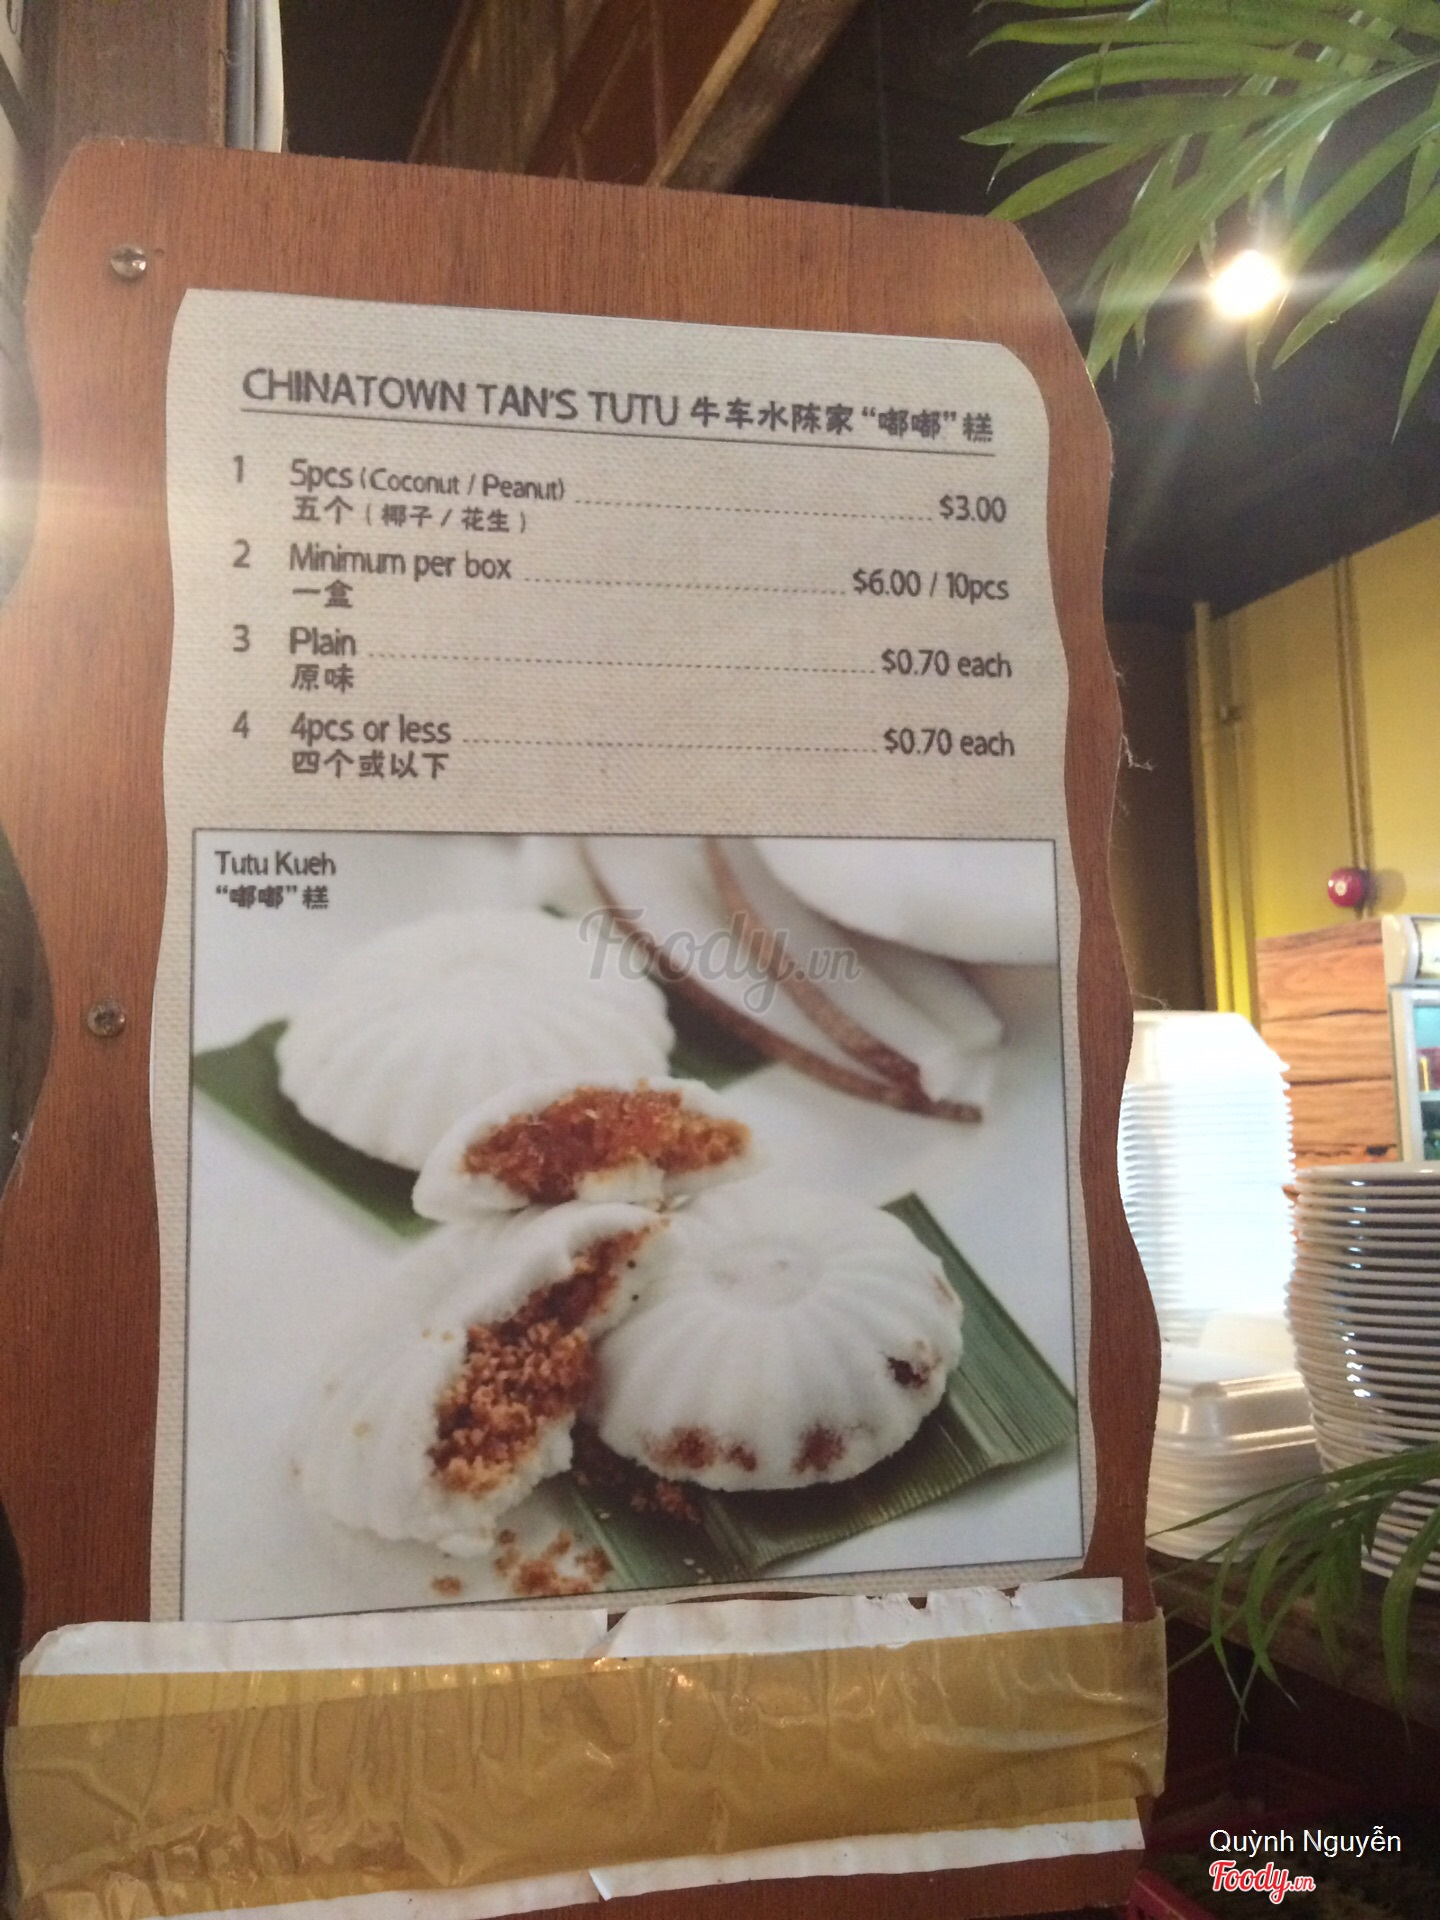 CHINATOWN TAN'S TUTU 牛车水陈家“嘟嘟”糕
1 5pcs (Coconut / Peanut) $3.00
五个 ( 椰子 / 花生 )
2 Minimum per box $6.00 / 10pcs
一盒
3 Plain $0.70 each
原味
4 4pcs or less $0.70 each
四个或以下
Tutu Kueh
“嘟嘟”糕
Foody.vn
Quỳnh Nguyễn
Foody.vn